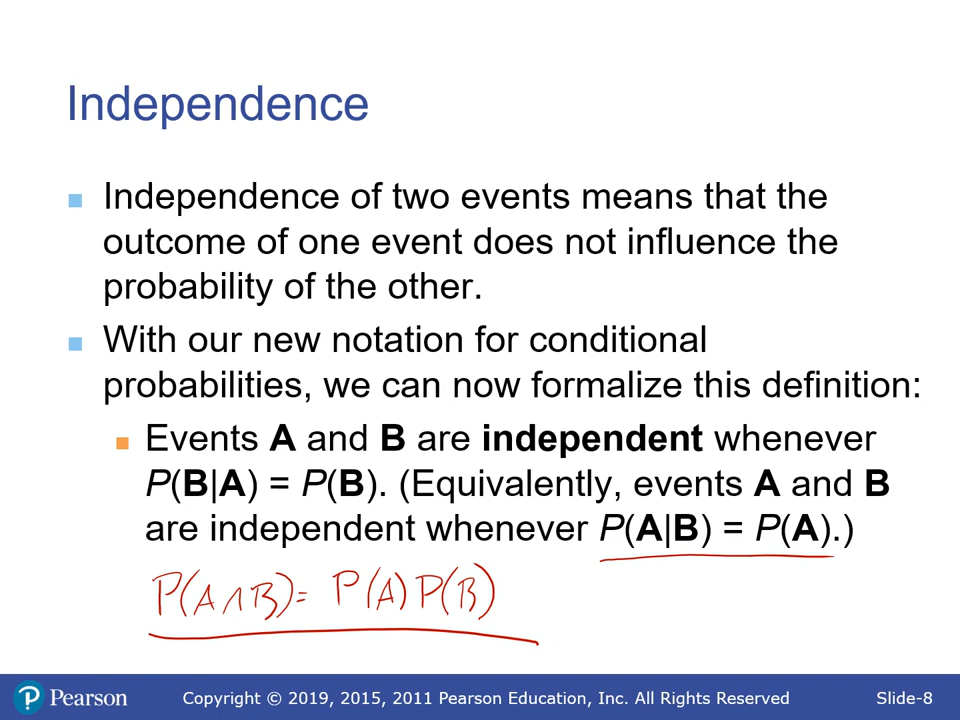 Independence
Independence of two events means that the
outcome of one event does not influence the
probability of the other.
With our new notation for conditional
probabilities, we can now formalize this definition:
Events A and B are independent whenever
P(B|A) = P(B). (Equivalently, events A and B
are independent whenever P(A|B) = P(A).)
P(A∩B) = P(A) P(B)
Pearson
Copyright © 2019, 2015, 2011 Pearson Education, Inc. All Rights Reserved
Slide-8